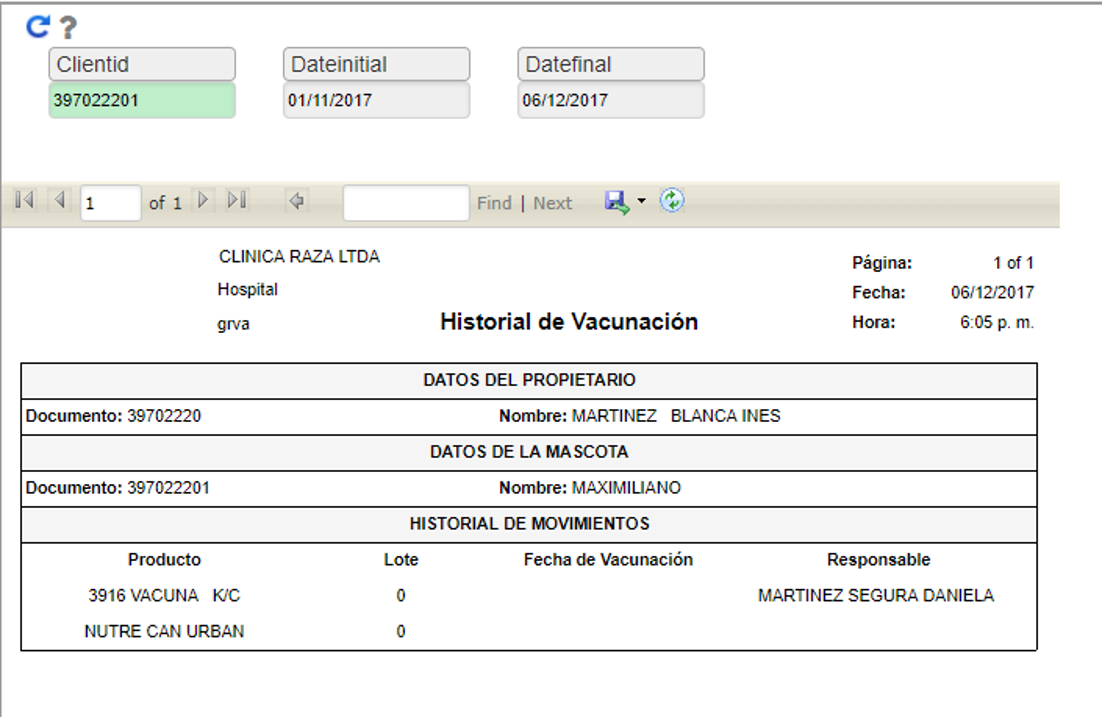 ?
Clientid Dateinitial Datefinal
397022201 01/11/2017 06/12/2017
1 of 1 Find | Next
CLINICA RAZA LTDA
Página: 1 of 1
Hospital
Fecha: 06/12/2017
grva Historial de Vacunación Hora: 6:05 p. m.
DATOS DEL PROPIETARIO
Documento: 39702220 Nombre: MARTINEZ BLANCA INES
DATOS DE LA MASCOTA
Documento: 397022201 Nombre: MAXIMILIANO
HISTORIAL DE MOVIMIENTOS
Producto Lote Fecha de Vacunación Responsable
3916 VACUNA K/C 0 MARTINEZ SEGURA DANIELA
NUTRE CAN URBAN 0